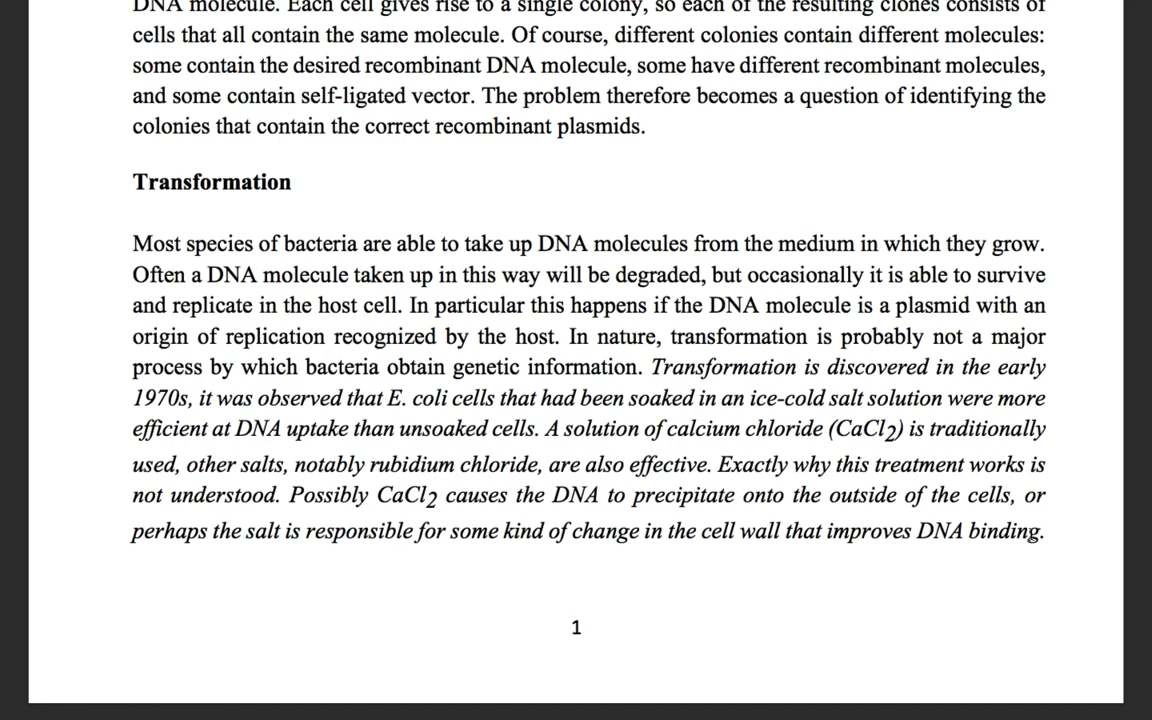 DNA molecule. Each cell gives rise to a single colony, so each of the resulting clones consists of
cells that all contain the same molecule. Of course, different colonies contain different molecules:
some contain the desired recombinant DNA molecule, some have different recombinant molecules,
and some contain self-ligated vector. The problem therefore becomes a question of identifying the
colonies that contain the correct recombinant plasmids.
Transformation
Most species of bacteria are able to take up DNA molecules from the medium in which they grow.
Often a DNA molecule taken up in this way will be degraded, but occasionally it is able to survive
and replicate in the host cell. In particular this happens if the DNA molecule is a plasmid with an
origin of replication recognized by the host. In nature, transformation is probably not a major
process by which bacteria obtain genetic information. Transformation is discovered in the early
1970s, it was observed that E. coli cells that had been soaked in an ice-cold salt solution were more
efficient at DNA uptake than unsoaked cells. A solution of calcium chloride (CaCl2) is traditionally
used, other salts, notably rubidium chloride, are also effective. Exactly why this treatment works is
not understood. Possibly CaCl2 causes the DNA to precipitate onto the outside of the cells, or
perhaps the salt is responsible for some kind of change in the cell wall that improves DNA binding.
1